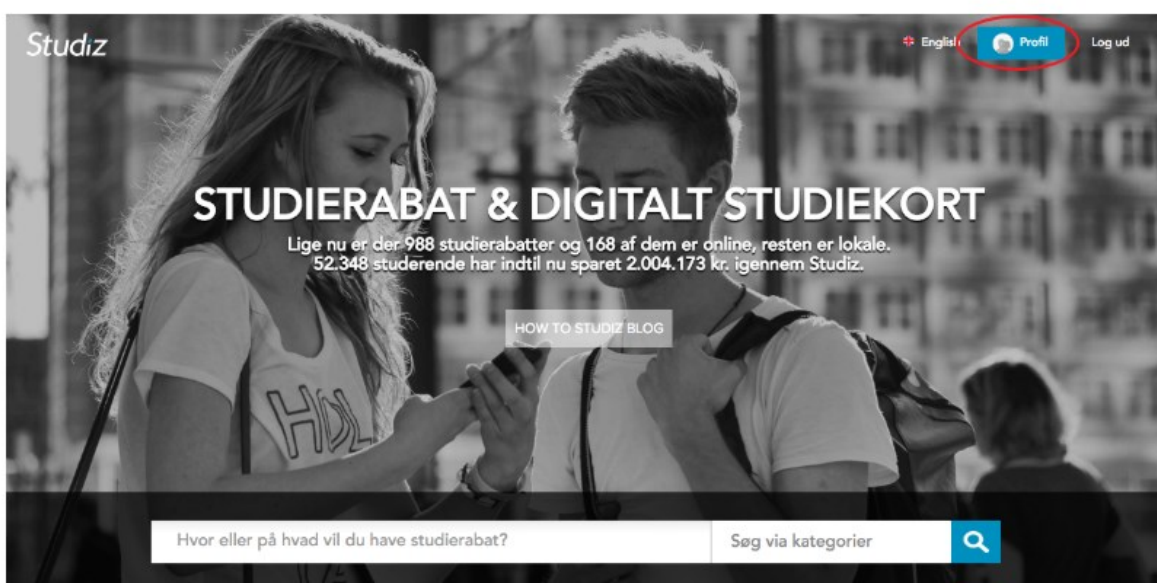 Studiz
English
Profil
Log ud
STUDIERABAT & DIGITALT STUDIEKORT
Lige nu er der 988 studierabatter og 168 af dem er online, resten er lokale.
52.348 studerende har indtil nu sparet 2.004.173 kr. igennem Studiz.
HOW TO STUDIZ BLOG
HOL
Hvor eller på hvad vil du have studierabat?
Søg via kategorier